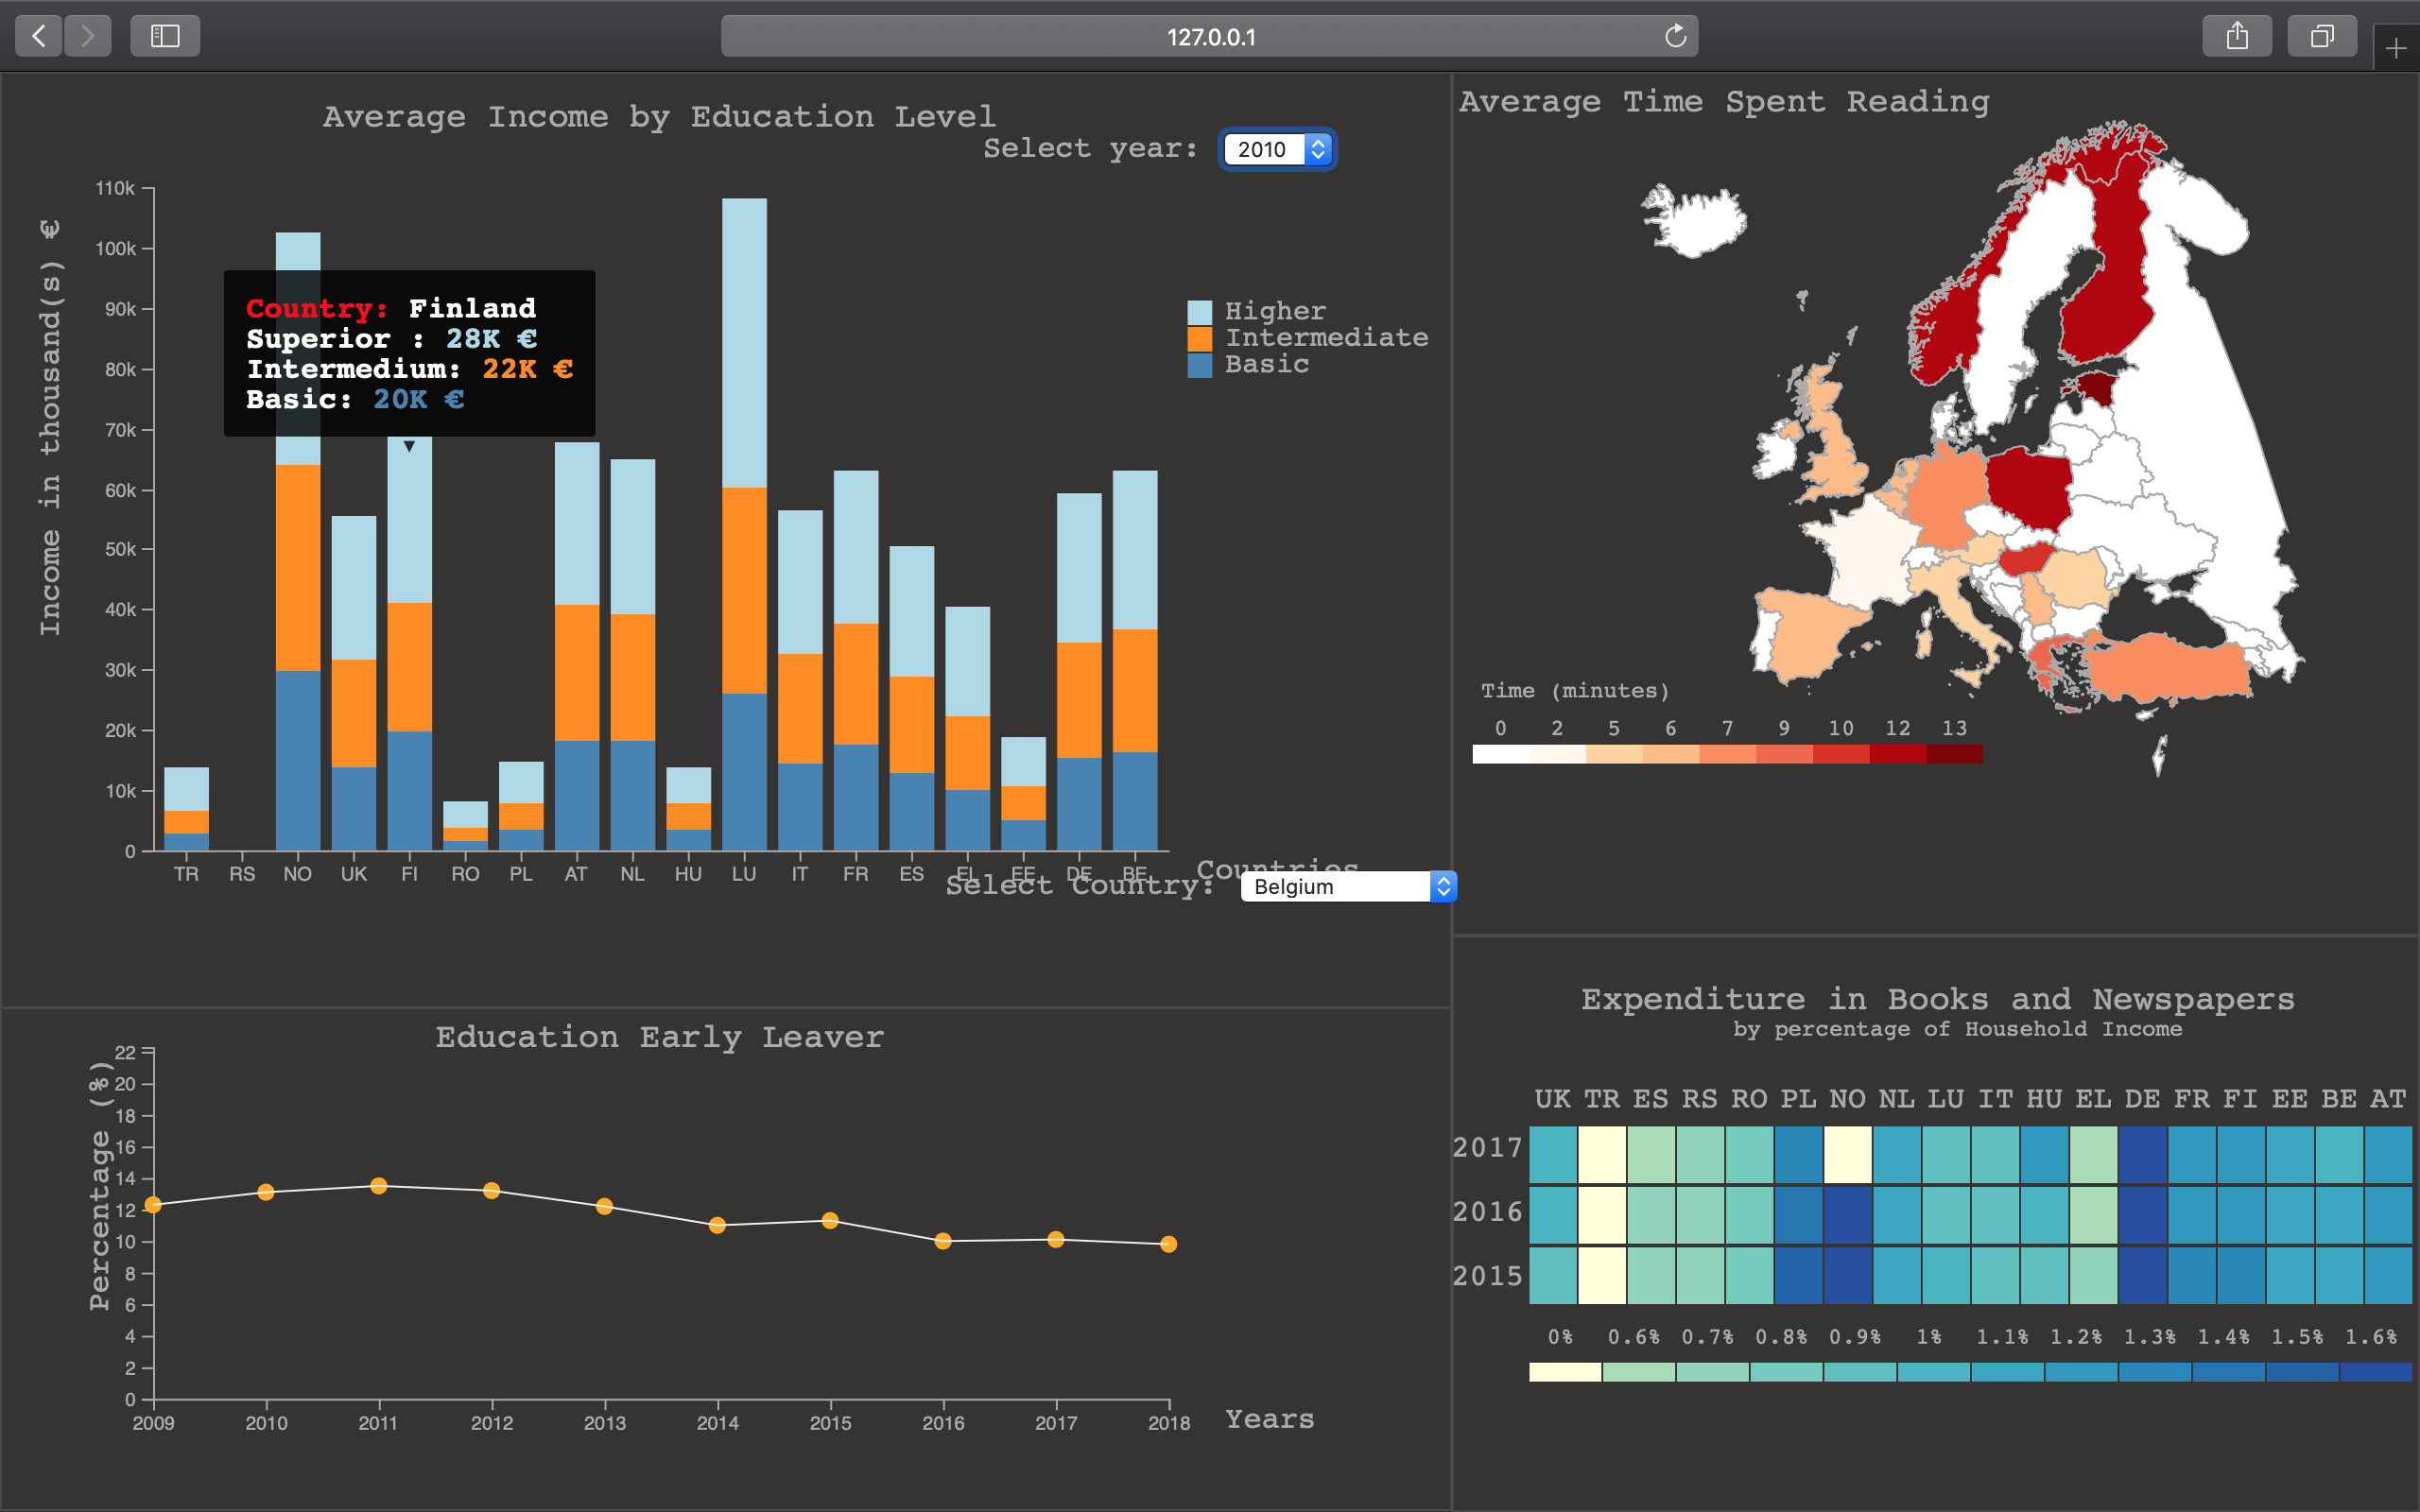 127.0.0.1
Average Income by Education Level
Select year: 2010
Income in thousand(s) €
110k
100k
90k
80k
70k
60k
50k
40k
30k
20k
10k
0
Country: Finland
Superior : 28K €
Intermedium: 22K €
Basic: 20K €
Higher
Intermediate
Basic
TR RS NO UK FI RO PL AT NL HU LU IT FR ES EL EE DE BE
Countries
Select Country: Belgium
Average Time Spent Reading
Time (minutes)
0 2 5 6 7 9 10 12 13
Education Early Leaver
Percentage (%)
22
20
18
16
14
12
10
8
6
4
2
0
2009 2010 2011 2012 2013 2014 2015 2016 2017 2018
Years
Expenditure in Books and Newspapers
by percentage of Household Income
UK TR ES RS RO PL NO NL LU IT HU EL DE FR FI EE BE AT
2017
2016
2015
0% 0.6% 0.7% 0.8% 0.9% 1% 1.1% 1.2% 1.3% 1.4% 1.5% 1.6%